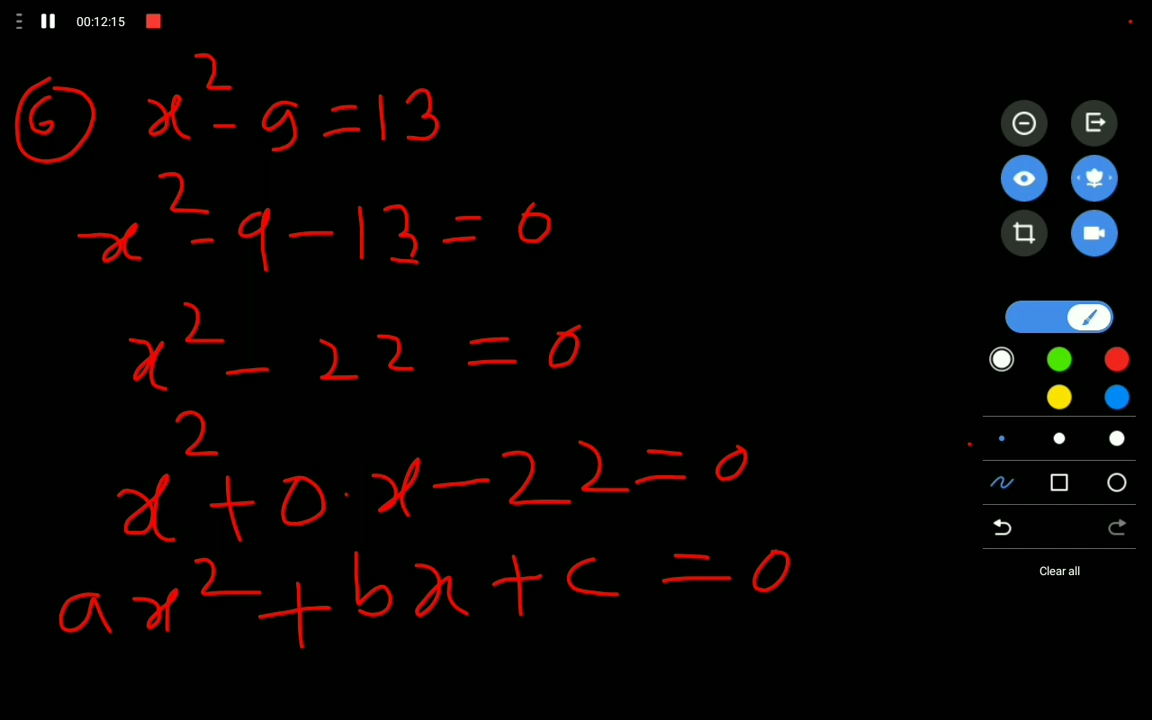 00:12:15
6 x² - 9 = 13
x² - 9 - 13 = 0
x² - 22 = 0
x² + 0 · x - 22 = 0
ax² + bx + c = 0
Clear all